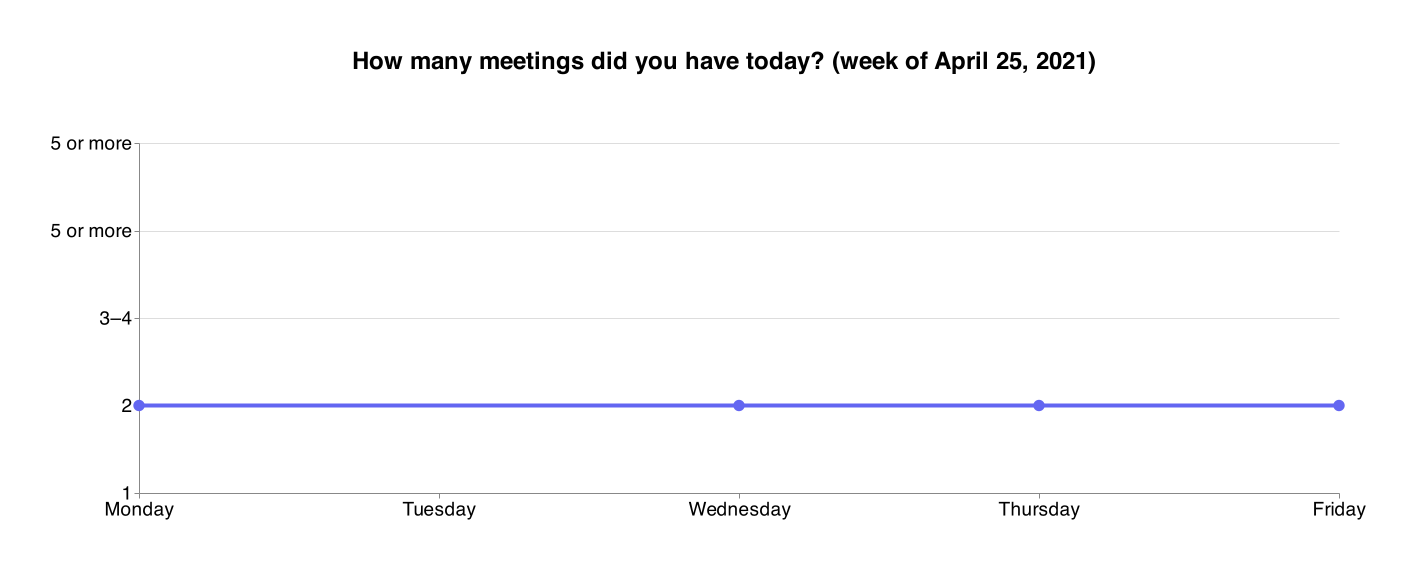 How many meetings did you have today? (week of April 25, 2021)
5 or more
5 or more
3–4
2
1
Monday Tuesday Wednesday Thursday Friday